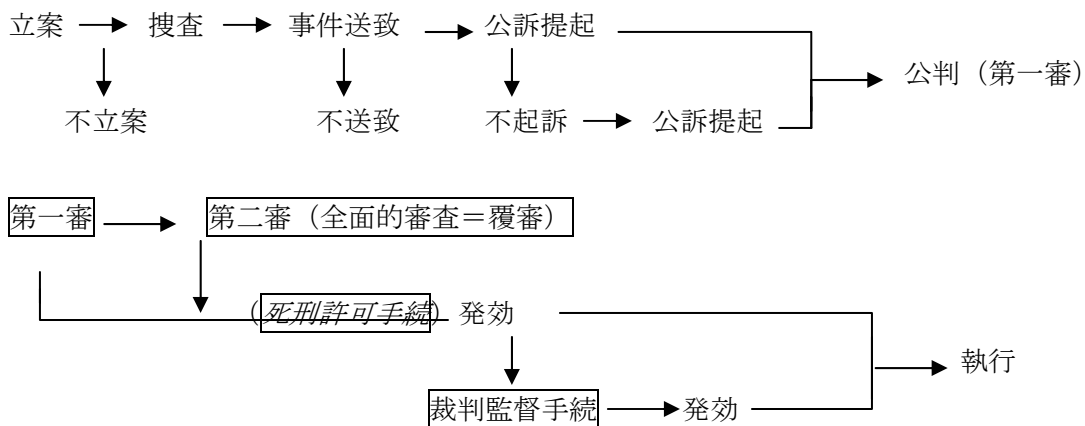 立案 捜査 事件送致 公訴提起
公判（第一審）
不立案 不送致 不起訴 公訴提起
第一審 第二審（全面的審査＝覆審）
（死刑許可手続）発効
執行
裁判監督手続 発効